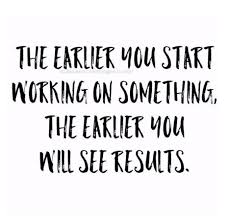 THE EARLIER YOU START
WORKING ON SOMETHING,
THE EARLIER YOU
WILL SEE RESULTS.